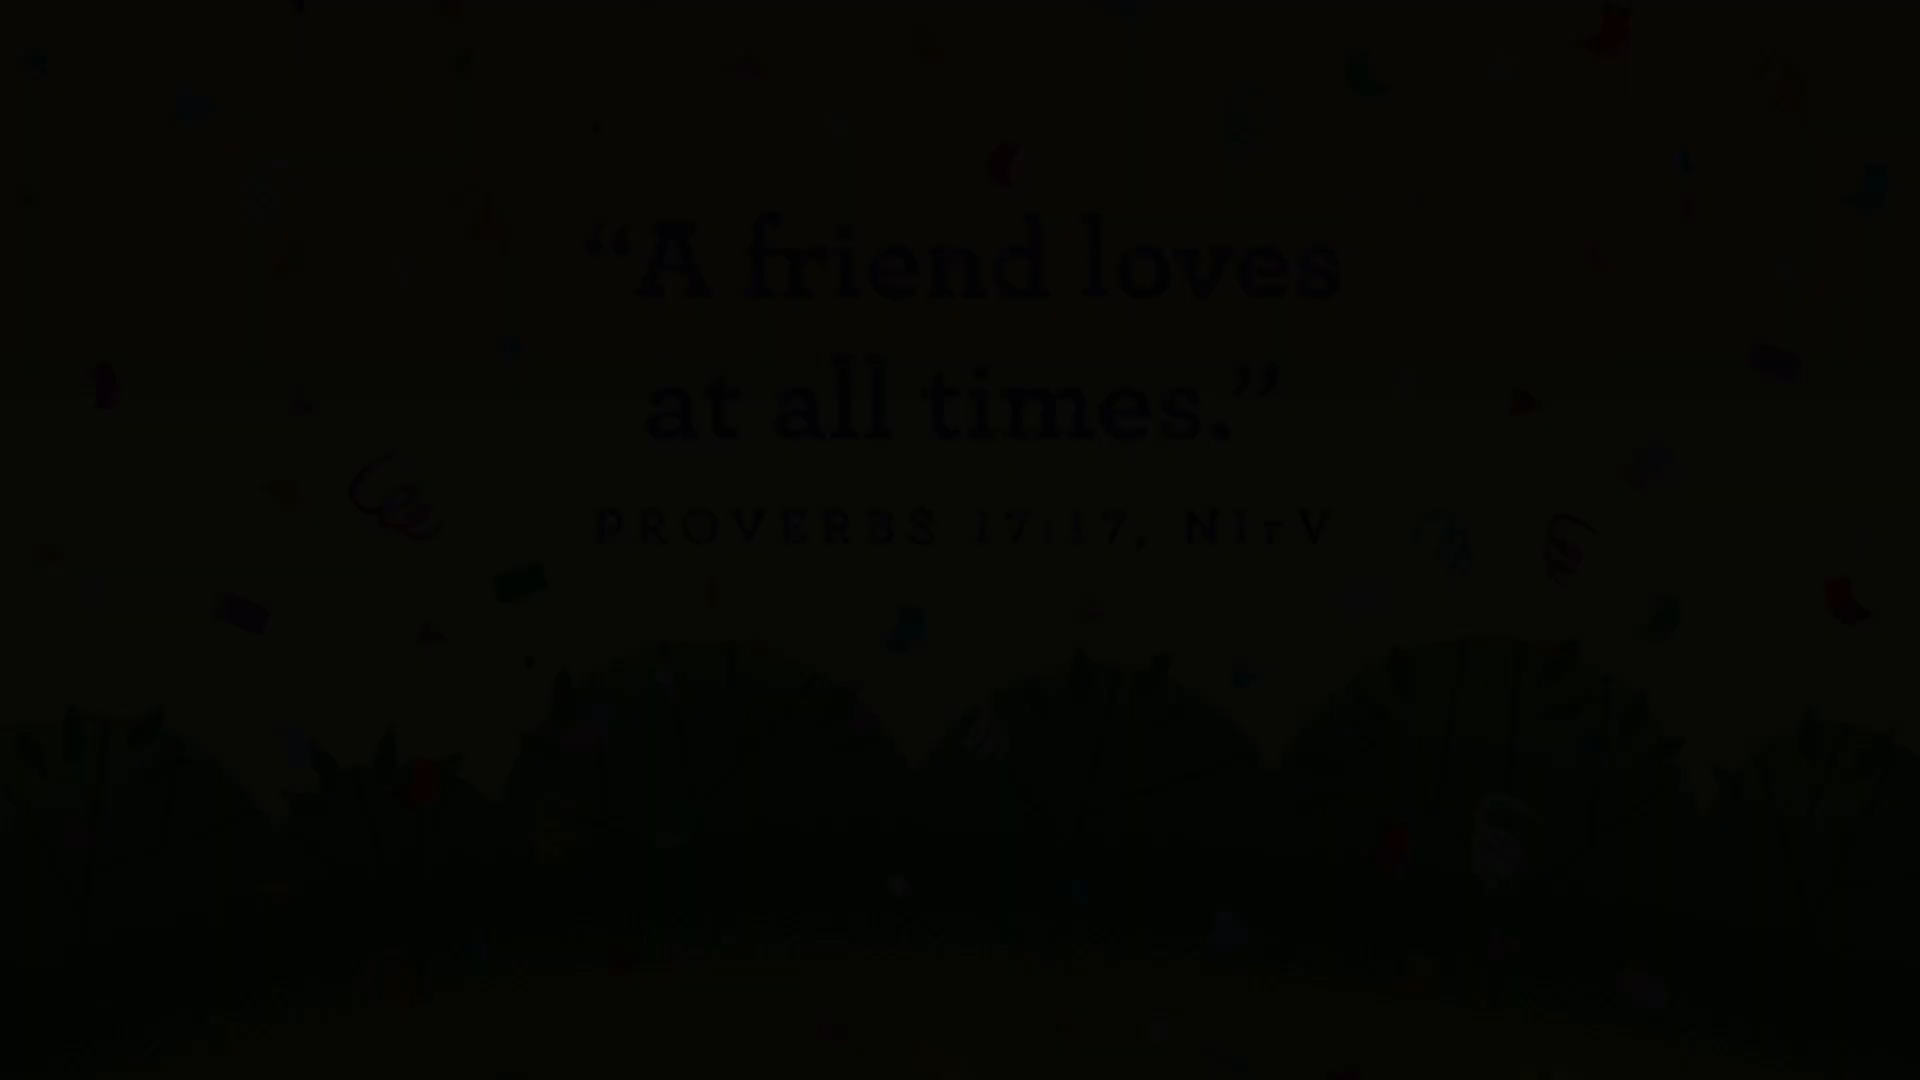 “A friend loves
at all times.”
PROVERBS 17:17, NIrV